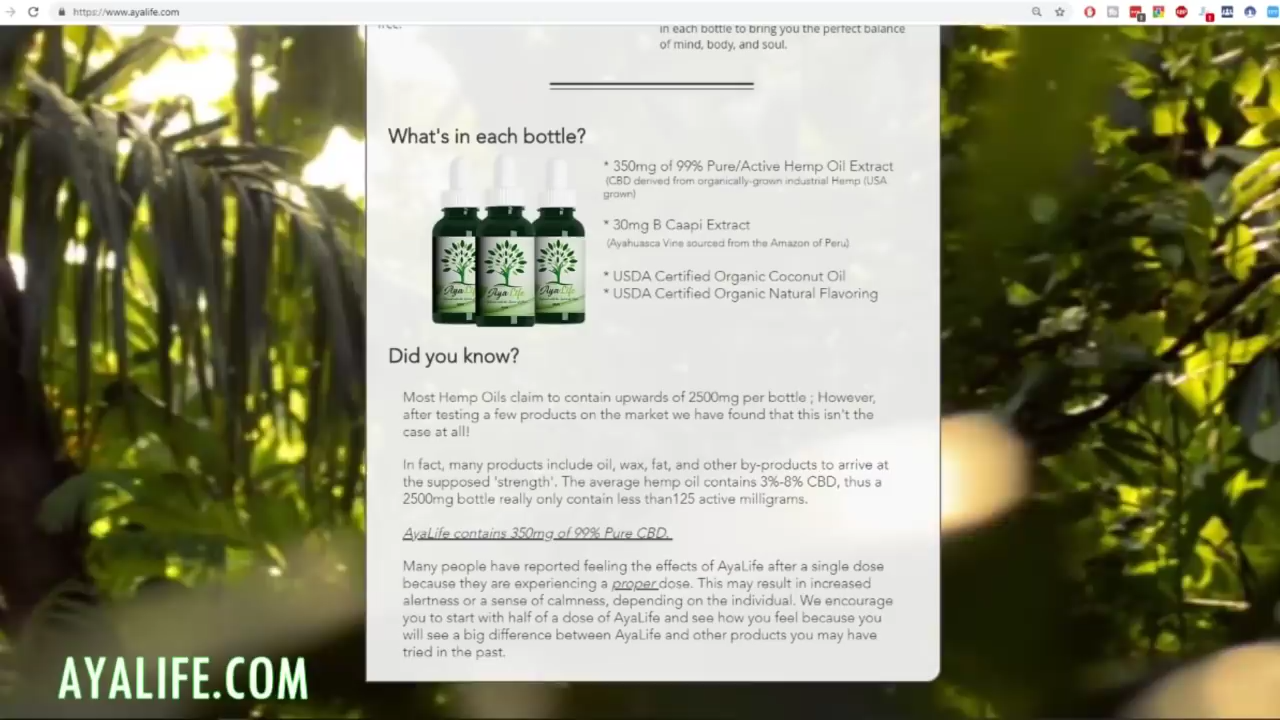 https://www.ayalife.com
free.
in each bottle to bring you the perfect balance
of mind, body, and soul.
What's in each bottle?
* 350mg of 99% Pure/Active Hemp Oil Extract
(CBD derived from organically-grown industrial Hemp (USA
grown)
* 30mg B Caapi Extract
(Ayahuasca Vine sourced from the Amazon of Peru)
* USDA Certified Organic Coconut Oil
* USDA Certified Organic Natural Flavoring
AyaLife
Did you know?
Most Hemp Oils claim to contain upwards of 2500mg per bottle ; However,
after testing a few products on the market we have found that this isn't the
case at all!
In fact, many products include oil, wax, fat, and other by-products to arrive at
the supposed 'strength'. The average hemp oil contains 3%-8% CBD, thus a
2500mg bottle really only contain less than125 active milligrams.
AyaLife contains 350mg of 99% Pure CBD.
Many people have reported feeling the effects of AyaLife after a single dose
because they are experiencing a proper dose. This may result in increased
alertness or a sense of calmness, depending on the individual. We encourage
you to start with half of a dose of AyaLife and see how you feel because you
will see a big difference between AyaLife and other products you may have
tried in the past.
AYALIFE.COM